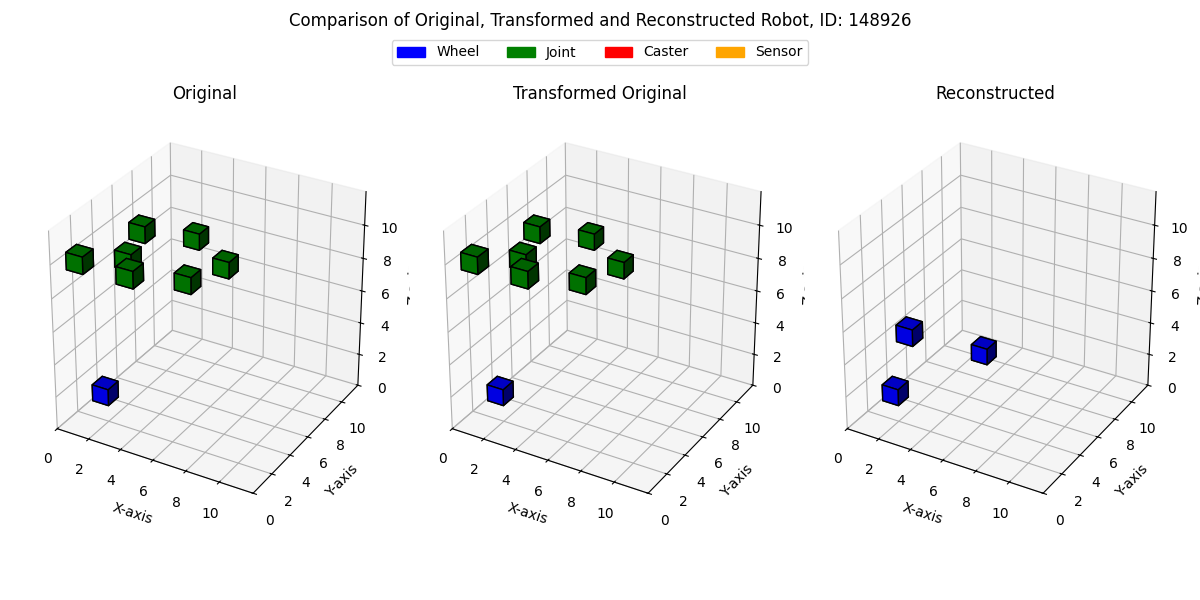 Comparison of Original, Transformed and Reconstructed Robot, ID: 148926
Wheel Joint Caster Sensor
Original Transformed Original Reconstructed
10 10 10
8 8 8
6 6 6
4 4 4
2 2 2
0 0 0
0 2 4 6 8 10 0 2 4 6 8 10 0 2 4 6 8 10
0 2 4 6 8 10 0 2 4 6 8 10 0 2 4 6 8 10
X-axis Y-axis X-axis Y-axis X-axis Y-axis